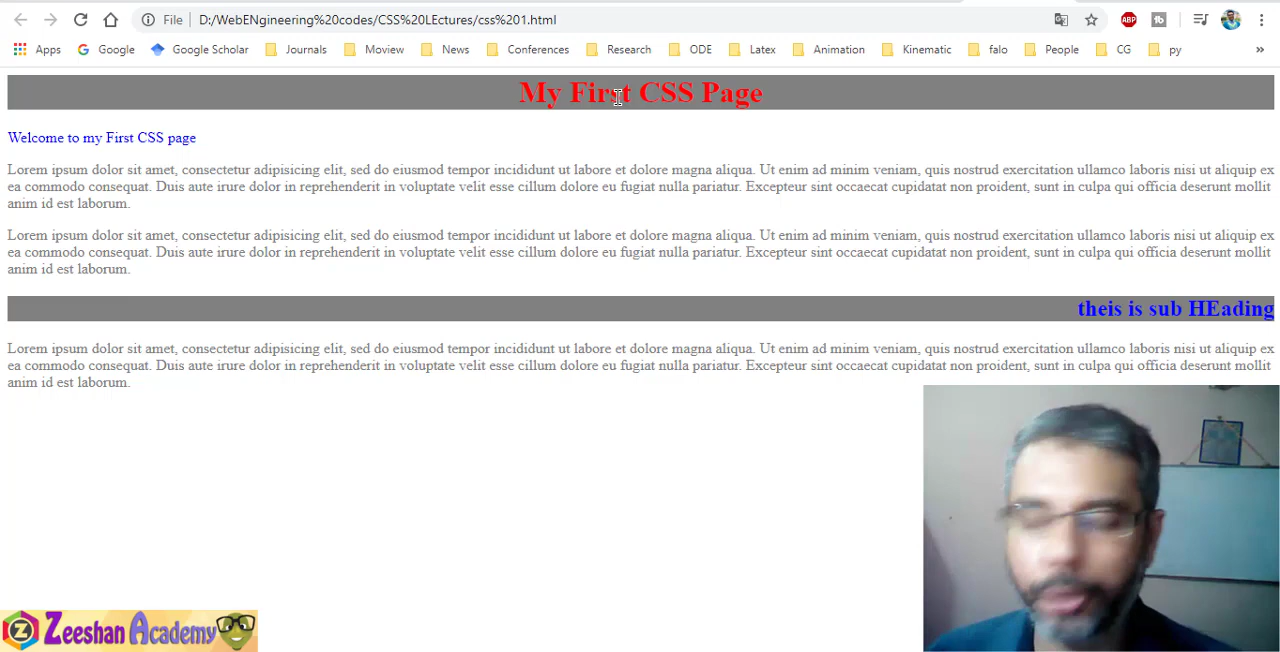 File D:/WebENgineering%20codes/CSS%20LEctures/css%201.html ABP
Apps Google Google Scholar Journals Moview News Conferences Research ODE Latex Animation Kinematic falo People CG py »
My First CSS Page
Welcome to my First CSS page
Lorem ipsum dolor sit amet, consectetur adipisicing elit, sed do eiusmod tempor incididunt ut labore et dolore magna aliqua. Ut enim ad minim veniam, quis nostrud exercitation ullamco laboris nisi ut aliquip ex
ea commodo consequat. Duis aute irure dolor in reprehenderit in voluptate velit esse cillum dolore eu fugiat nulla pariatur. Excepteur sint occaecat cupidatat non proident, sunt in culpa qui officia deserunt mollit
anim id est laborum.
Lorem ipsum dolor sit amet, consectetur adipisicing elit, sed do eiusmod tempor incididunt ut labore et dolore magna aliqua. Ut enim ad minim veniam, quis nostrud exercitation ullamco laboris nisi ut aliquip ex
ea commodo consequat. Duis aute irure dolor in reprehenderit in voluptate velit esse cillum dolore eu fugiat nulla pariatur. Excepteur sint occaecat cupidatat non proident, sunt in culpa qui officia deserunt mollit
anim id est laborum.
theis is sub HEading
Lorem ipsum dolor sit amet, consectetur adipisicing elit, sed do eiusmod tempor incididunt ut labore et dolore magna aliqua. Ut enim ad minim veniam, quis nostrud exercitation ullamco laboris nisi ut aliquip ex
ea commodo consequat. Duis aute irure dolor in reprehenderit in voluptate velit esse cillum dolore eu fugiat nulla pariatur. Excepteur sint occaecat cupidatat non proident, sunt in culpa qui officia deserunt mollit
anim id est laborum.
Z Zeeshan Academy